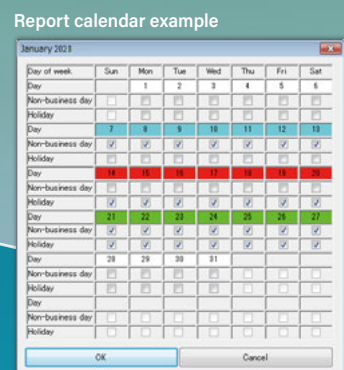 Report calendar example
January 2023
Day of week Sun Mon Tue Wed Thu Fri Sat
Day 1 2 3 4 5 6
Non-business day
Holiday
Day 7 8 9 10 11 12 13
Non-business day
Holiday
Day 14 15 16 17 18 19 20
Non-business day
Holiday
Day 21 22 23 24 25 26 27
Non-business day
Holiday
Day 28 29 30 31
Non-business day
Holiday
Day
Non-business day
Holiday
OK Cancel